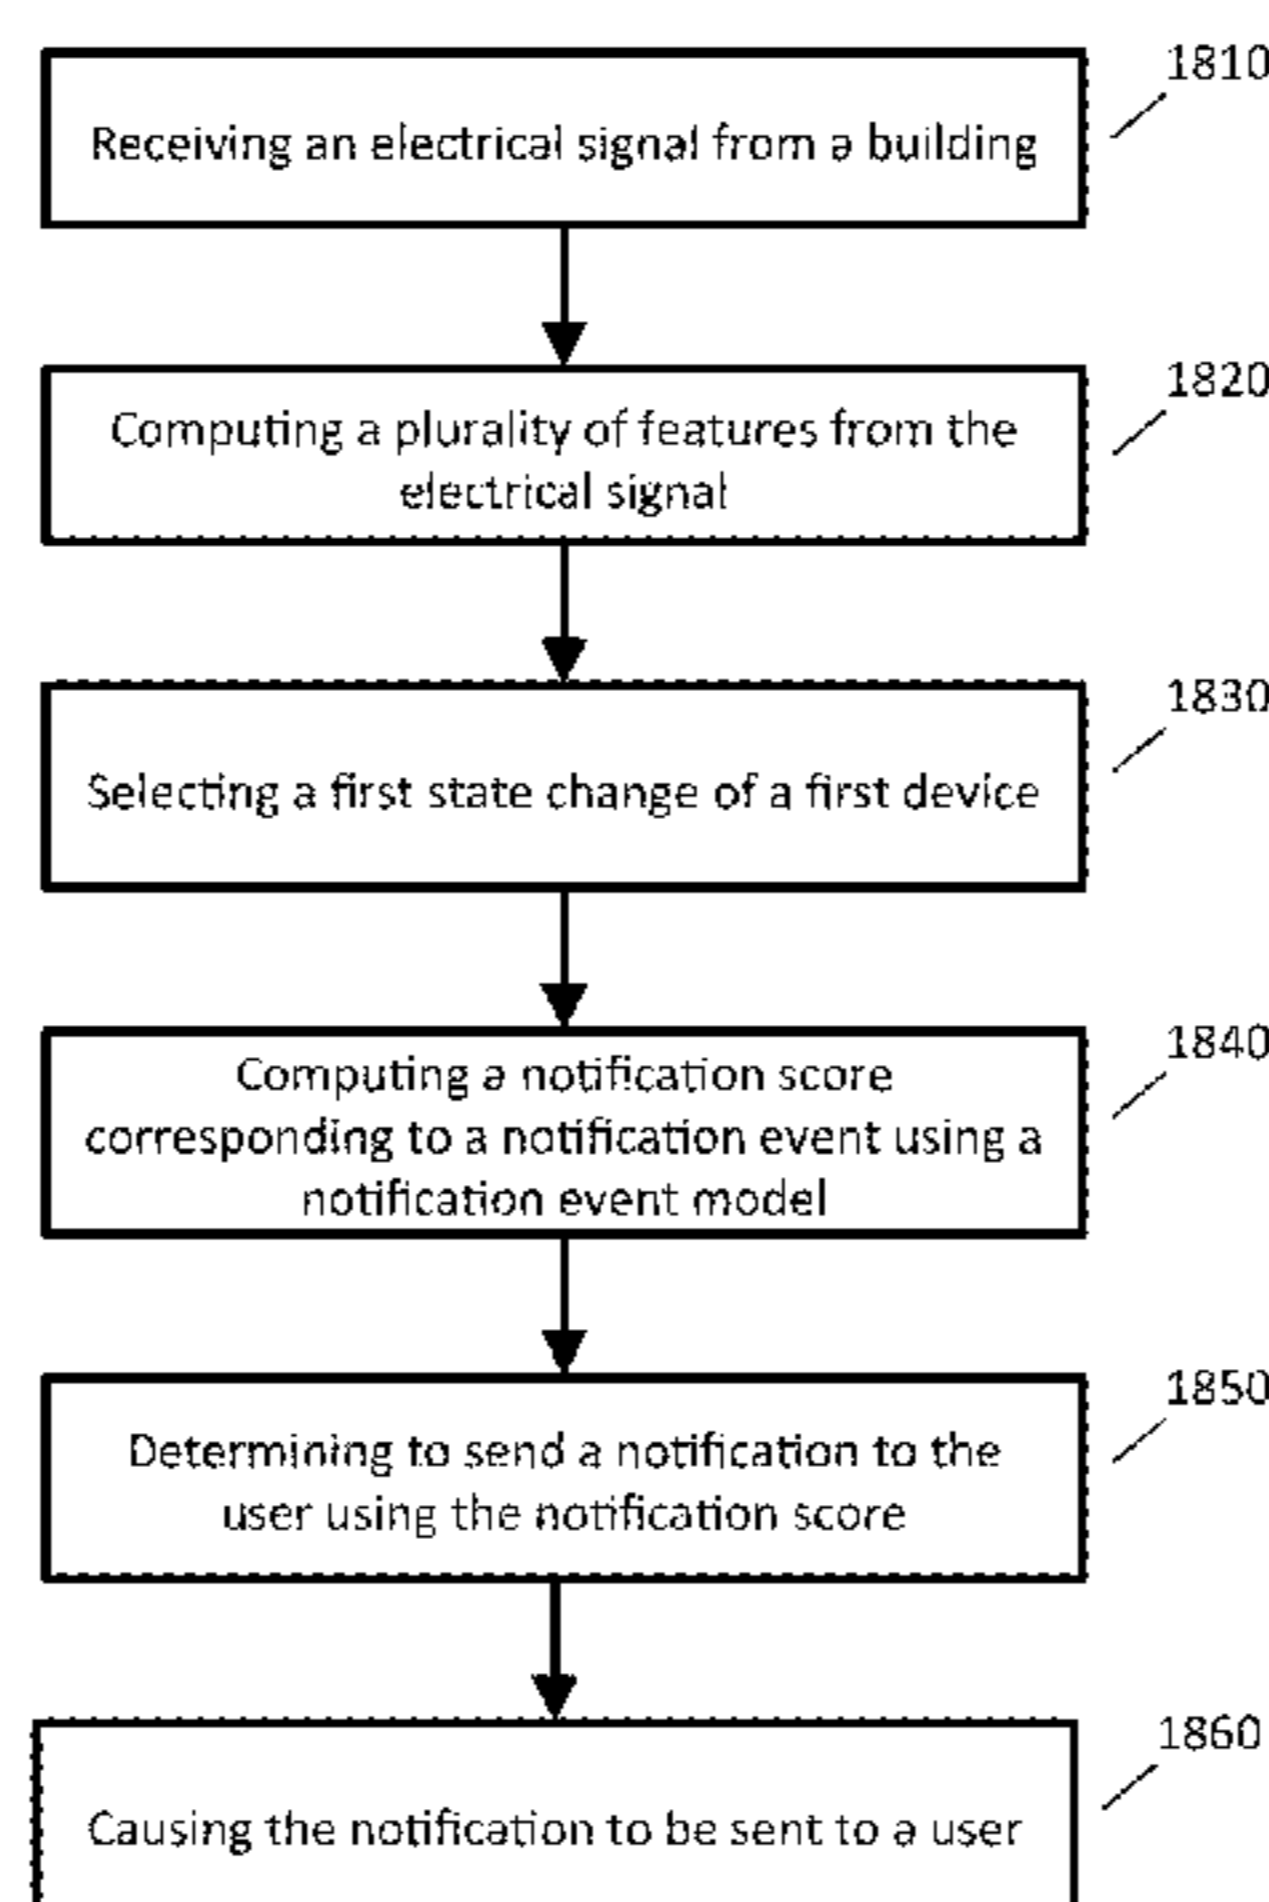 1810
Receiving an electrical signal from a building
1820
Computing a plurality of features from the
electrical signal
1830
Selecting a first state change of a first device
1840
Computing a notification score
corresponding to a notification event using a
notification event model
1850
Determining to send a notification to the
user using the notification score
1860
Causing the notification to be sent to a user